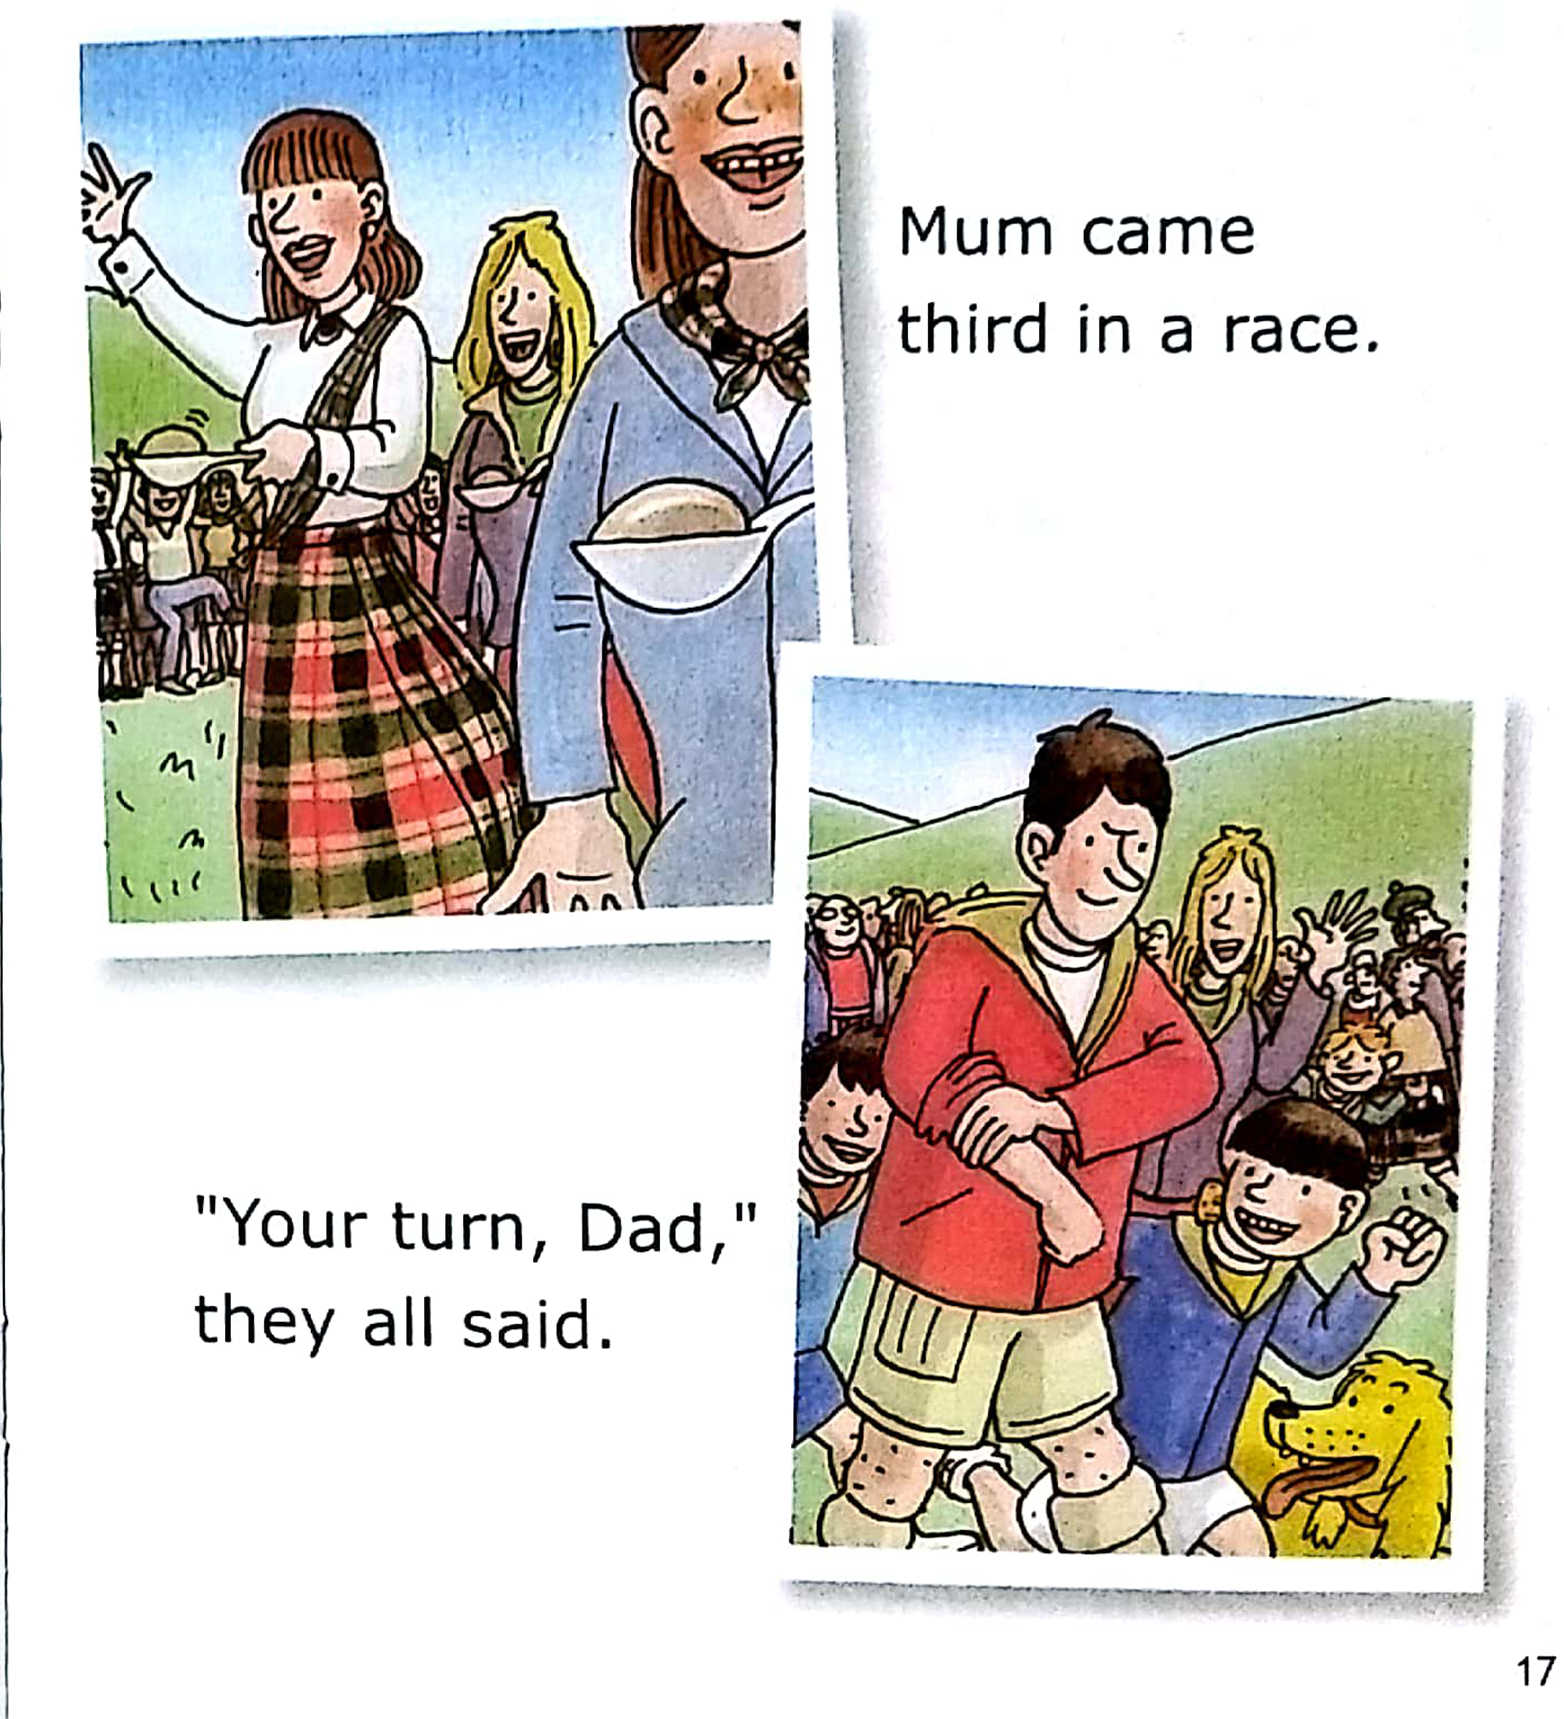 Mum came
third in a race.
"Your turn, Dad,"
they all said.
17